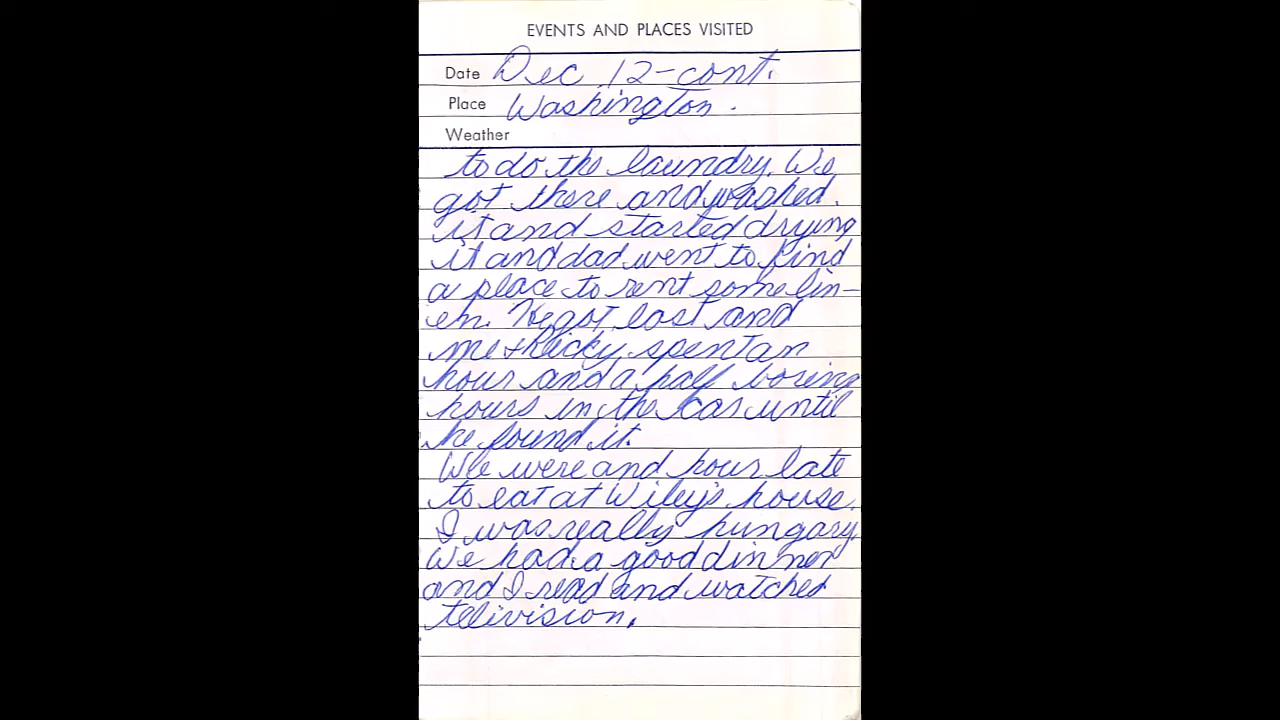 EVENTS AND PLACES VISITED
Date Dec 12-cont.
Place Washington.
Weather
to do the laundry. We
got there and washed.
it and started drying
it and dad went to find
a place to rent some lin-
en. He got lost and
me + Ricky spent an
hour and a half boring
hours in the car until
he found it.
We were and hour late
to eat at Wiley's house.
I was really hungary.
We had a good dinner
and I read and watched
telivision.